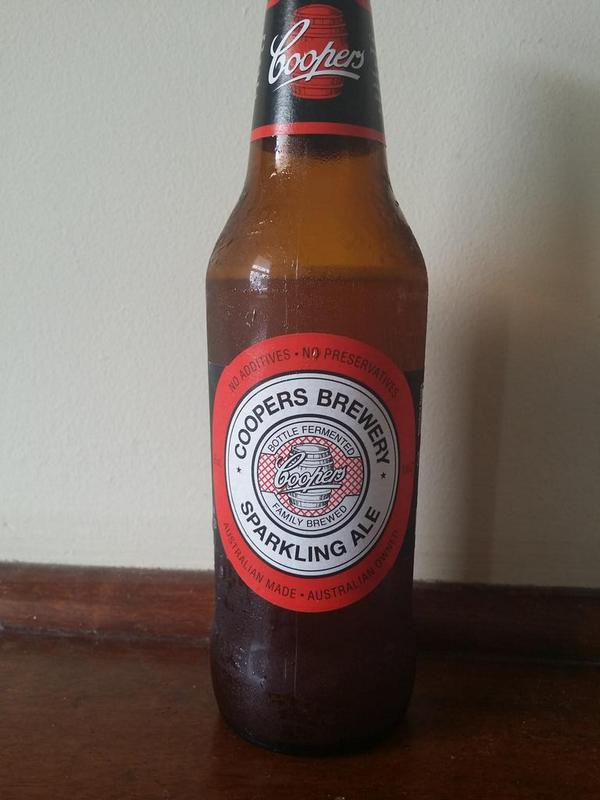 Coopers
NO ADDITIVES • NO PRESERVATIVES
COOPERS BREWERY
BOTTLE FERMENTED
Coopers
FAMILY BREWED
SPARKLING ALE
AUSTRALIAN MADE • AUSTRALIAN OWNED